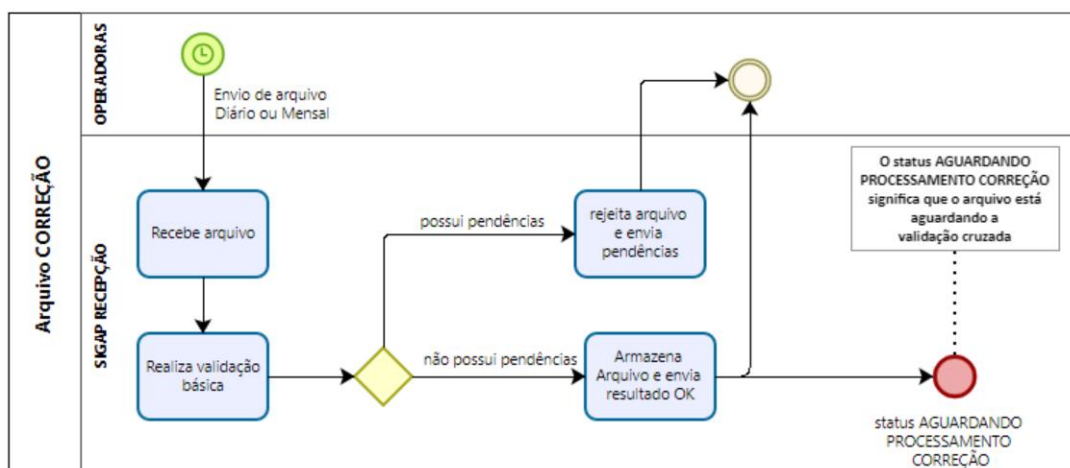 Arquivo CORREÇÃO
OPERADORAS
Envio de arquivo
Diário ou Mensal
SIGAP RECEPÇÃO
Recebe arquivo
Realiza validação
básica
possui pendências
rejeita arquivo
e envia
pendências
não possui pendências
Armazena
Arquivo e envia
resultado OK
O status AGUARDANDO
PROCESSAMENTO CORREÇÃO
significa que o arquivo está
aguardando a
validação cruzada
status AGUARDANDO
PROCESSAMENTO
CORREÇÃO